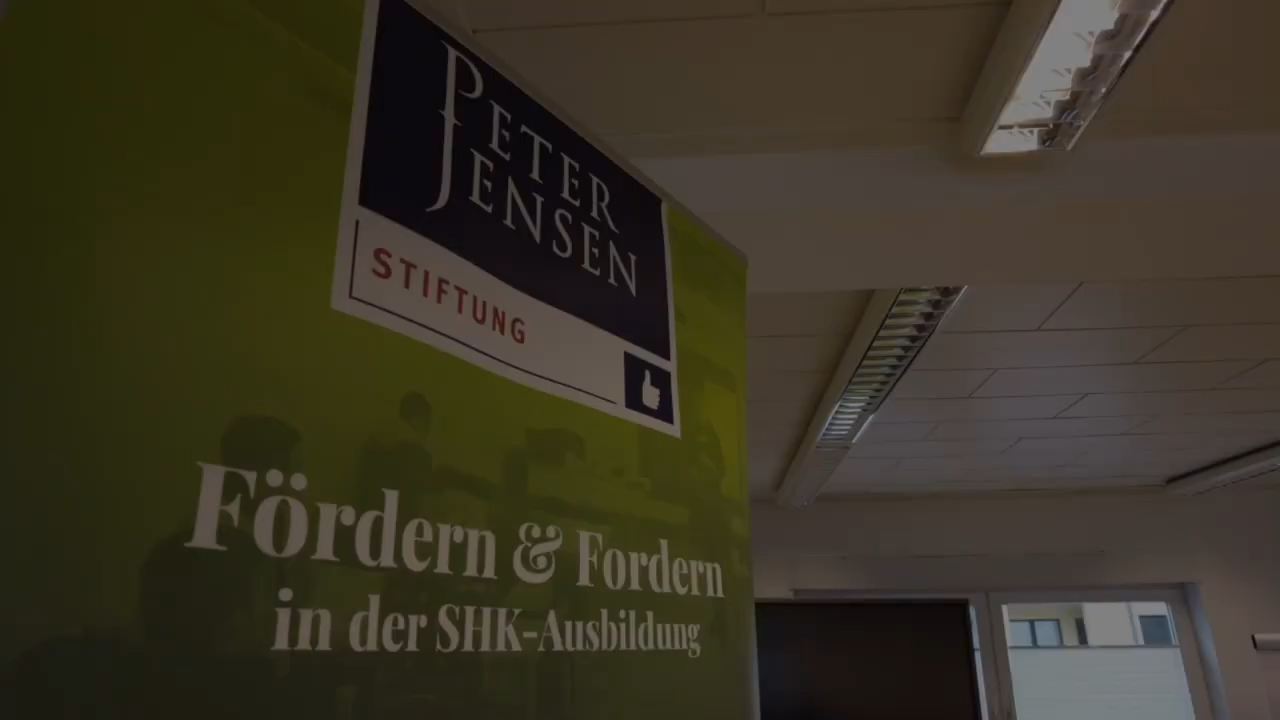 PETER
JENSEN
STIFTUNG
Fördern & Fordern
in der SHK-Ausbildung